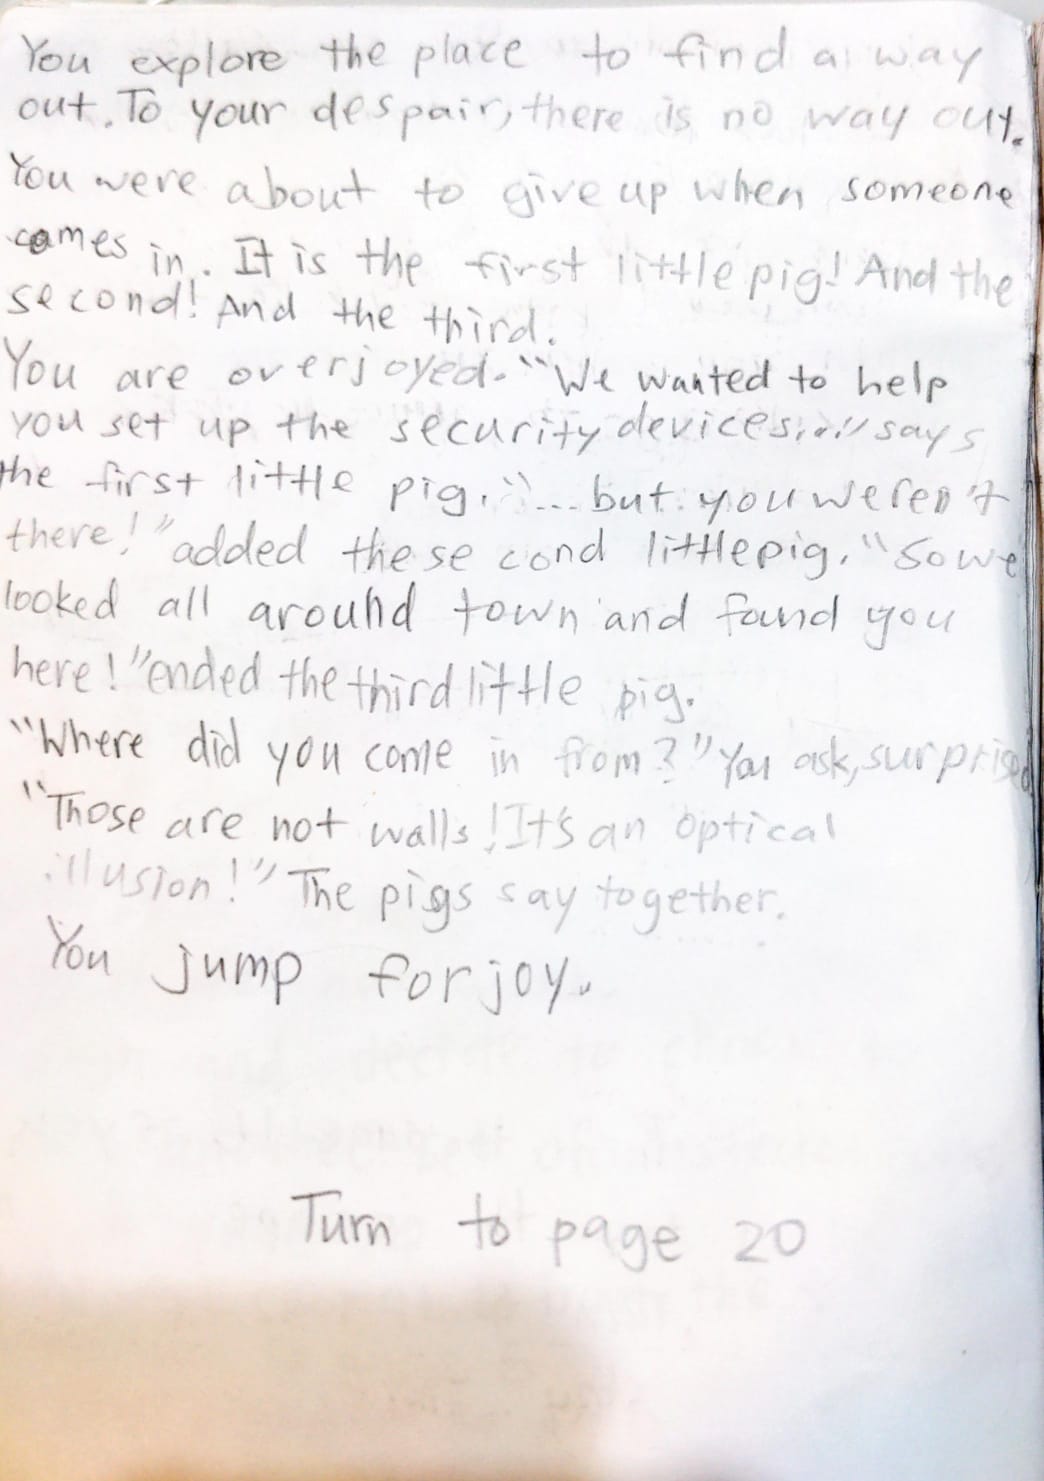 You explore the place to find a way
out. To your despair, there is no way out.
You were about to give up when someone
comes in. It is the first little pig! And the
second! And the third.
You are overjoyed. "We wanted to help
you set up the security devices..." says
the first little pig. "... but you weren't
there!" added the second little pig. "So we
looked all around town and found you
here!" ended the third little pig.
"Where did you come in from?" You ask, surprised.
"Those are not walls! It's an optical
illusion!" The pigs say together.
You jump for joy.
Turn to page 20